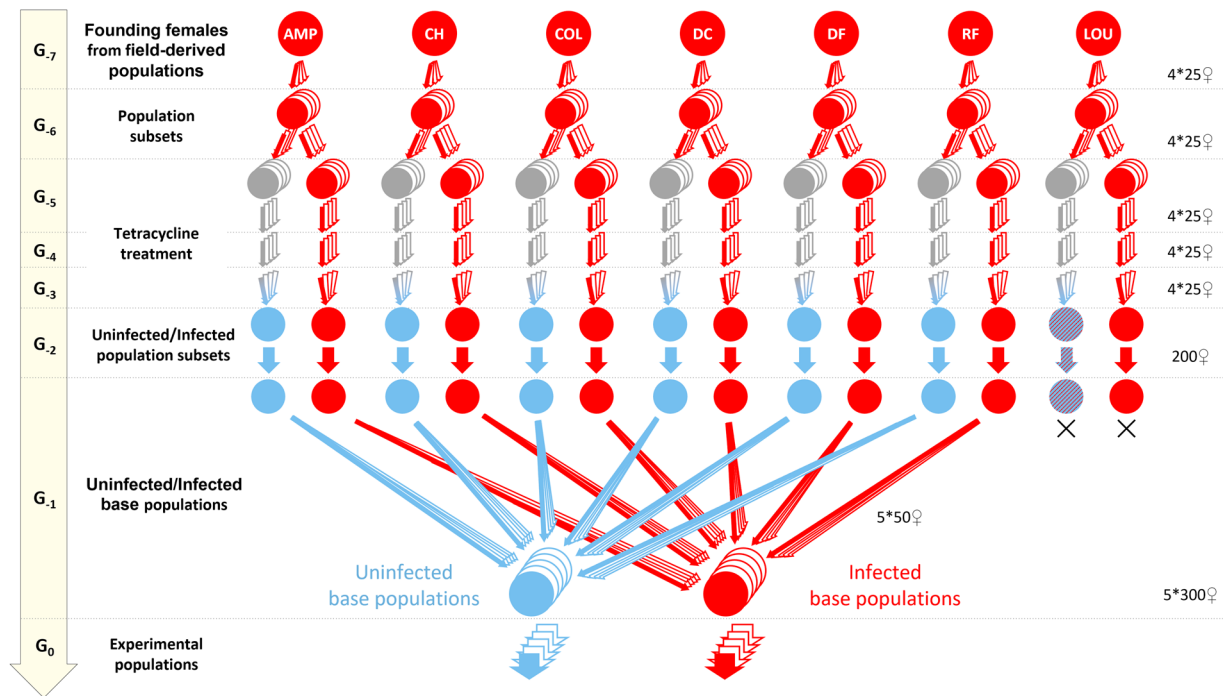 Founding females
from field-derived
populations
AMP
CH
COL
DC
DF
RF
LOU
G-7
4*25♀
G-6
Population
subsets
4*25♀
G-5
4*25♀
Tetracycline
treatment
G-4
4*25♀
G-3
4*25♀
G-2
Uninfected/Infected
population subsets
200♀
G-1
Uninfected/Infected
base populations
5*50♀
Uninfected
base populations
Infected
base populations
5*300♀
G0
Experimental
populations